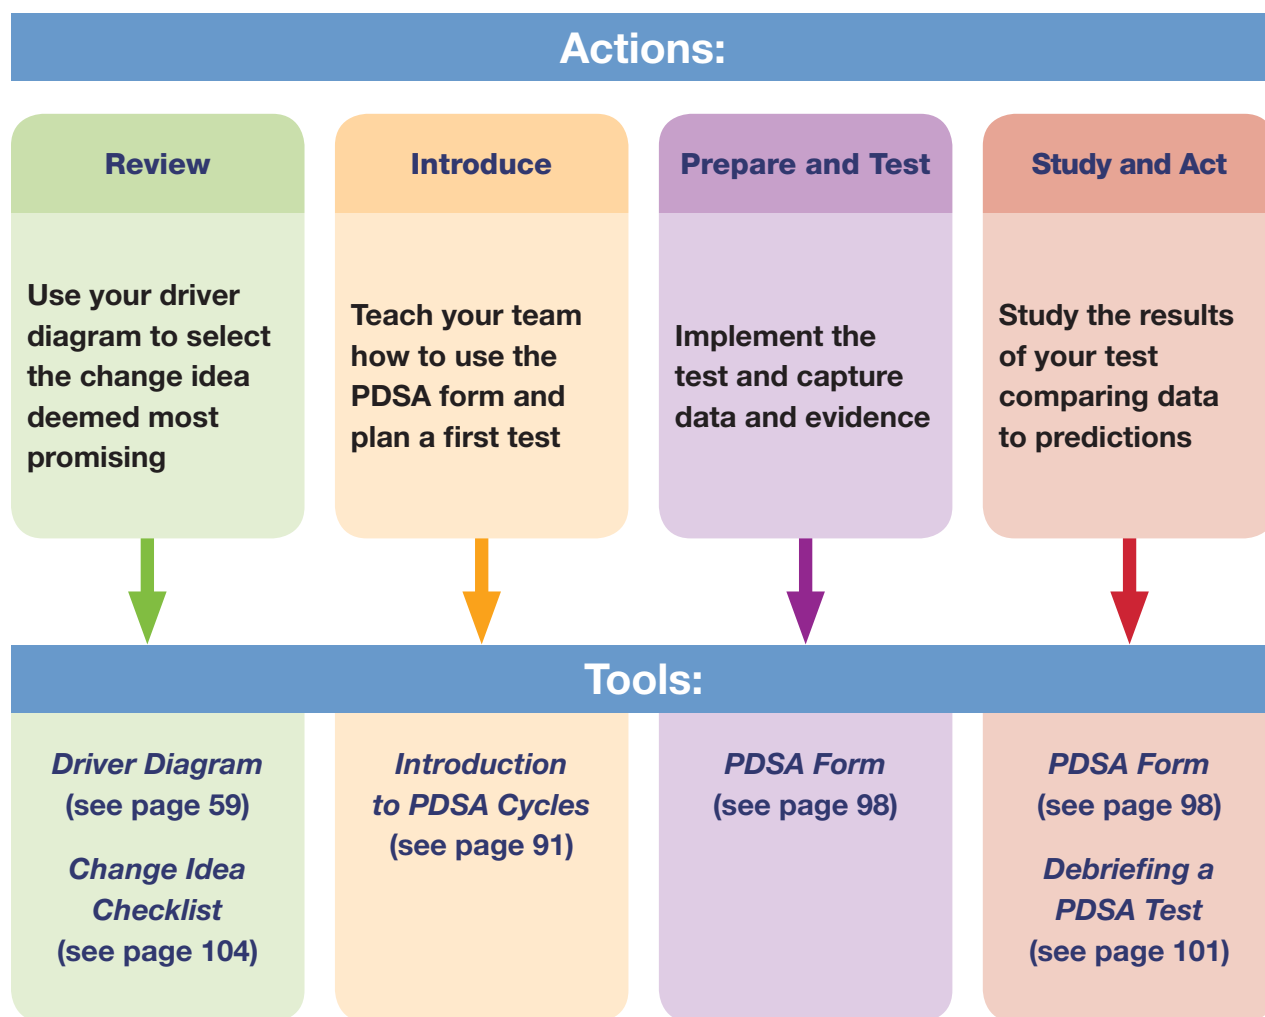 Actions:
Review
Use your driver
diagram to select
the change idea
deemed most
promising
Introduce
Teach your team
how to use the
PDSA form and
plan a first test
Prepare and Test
Implement the
test and capture
data and evidence
Study and Act
Study the results
of your test
comparing data
to predictions
Tools:
Driver Diagram
(see page 59)
Change Idea
Checklist
(see page 104)
Introduction
to PDSA Cycles
(see page 91)
PDSA Form
(see page 98)
PDSA Form
(see page 98)
Debriefing a
PDSA Test
(see page 101)